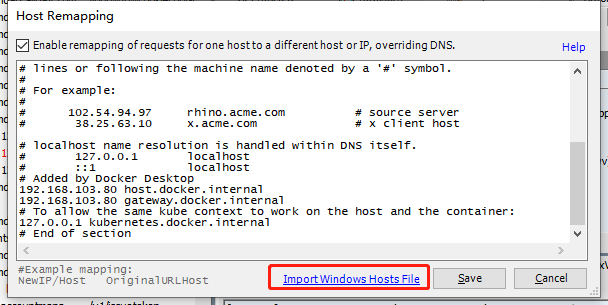 Host Remapping
Enable remapping of requests for one host to a different host or IP, overriding DNS.
Help
# lines or following the machine name denoted by a '#' symbol.
#
# For example:
#
#      102.54.94.97     rhino.acme.com          # source server
#       38.25.63.10     x.acme.com              # x client host
# localhost name resolution is handled within DNS itself.
#       127.0.0.1       localhost
#       ::1             localhost
# Added by Docker Desktop
192.168.103.80 host.docker.internal
192.168.103.80 gateway.docker.internal
# To allow the same kube context to work on the host and the container:
127.0.0.1 kubernetes.docker.internal
# End of section
#Example mapping:
NewIP/Host   OriginalURLHost
Import Windows Hosts File
Save
Cancel